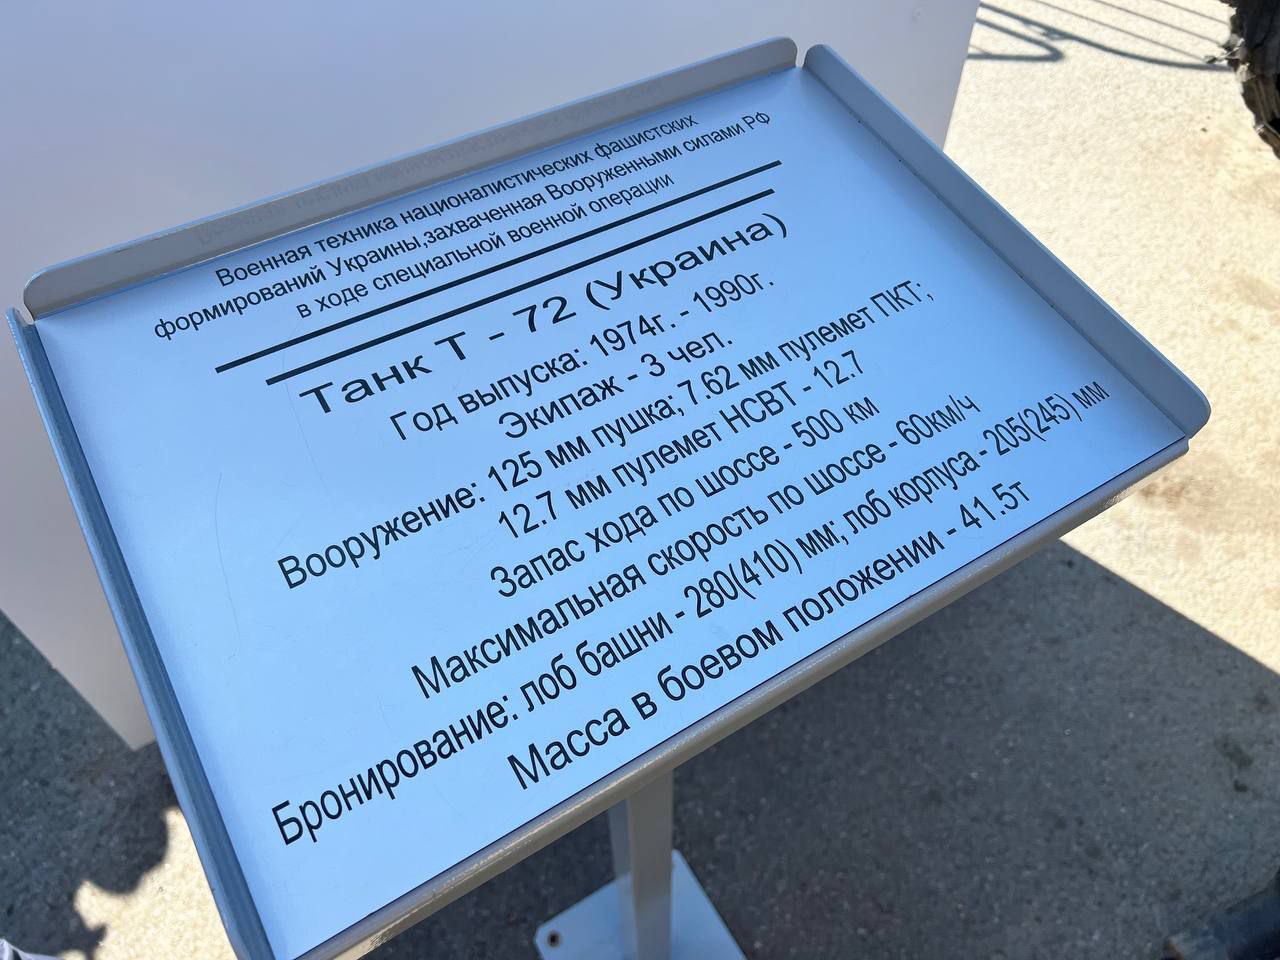 Военная техника националистических фашистских
формирований Украины,захваченная Вооруженными силами РФ
в ходе специальной военной операции
Танк Т - 72 (Украина)
Год выпуска: 1974г. - 1990г.
Экипаж - 3 чел.
Вооружение: 125 мм пушка; 7.62 мм пулемет ПКТ;
12.7 мм пулемет НСВТ - 12.7
Запас хода по шоссе - 500 км
Максимальная скорость по шоссе - 60км/ч
Бронирование: лоб башни - 280(410) мм; лоб корпуса - 205(245) мм
Масса в боевом положении - 41.5т